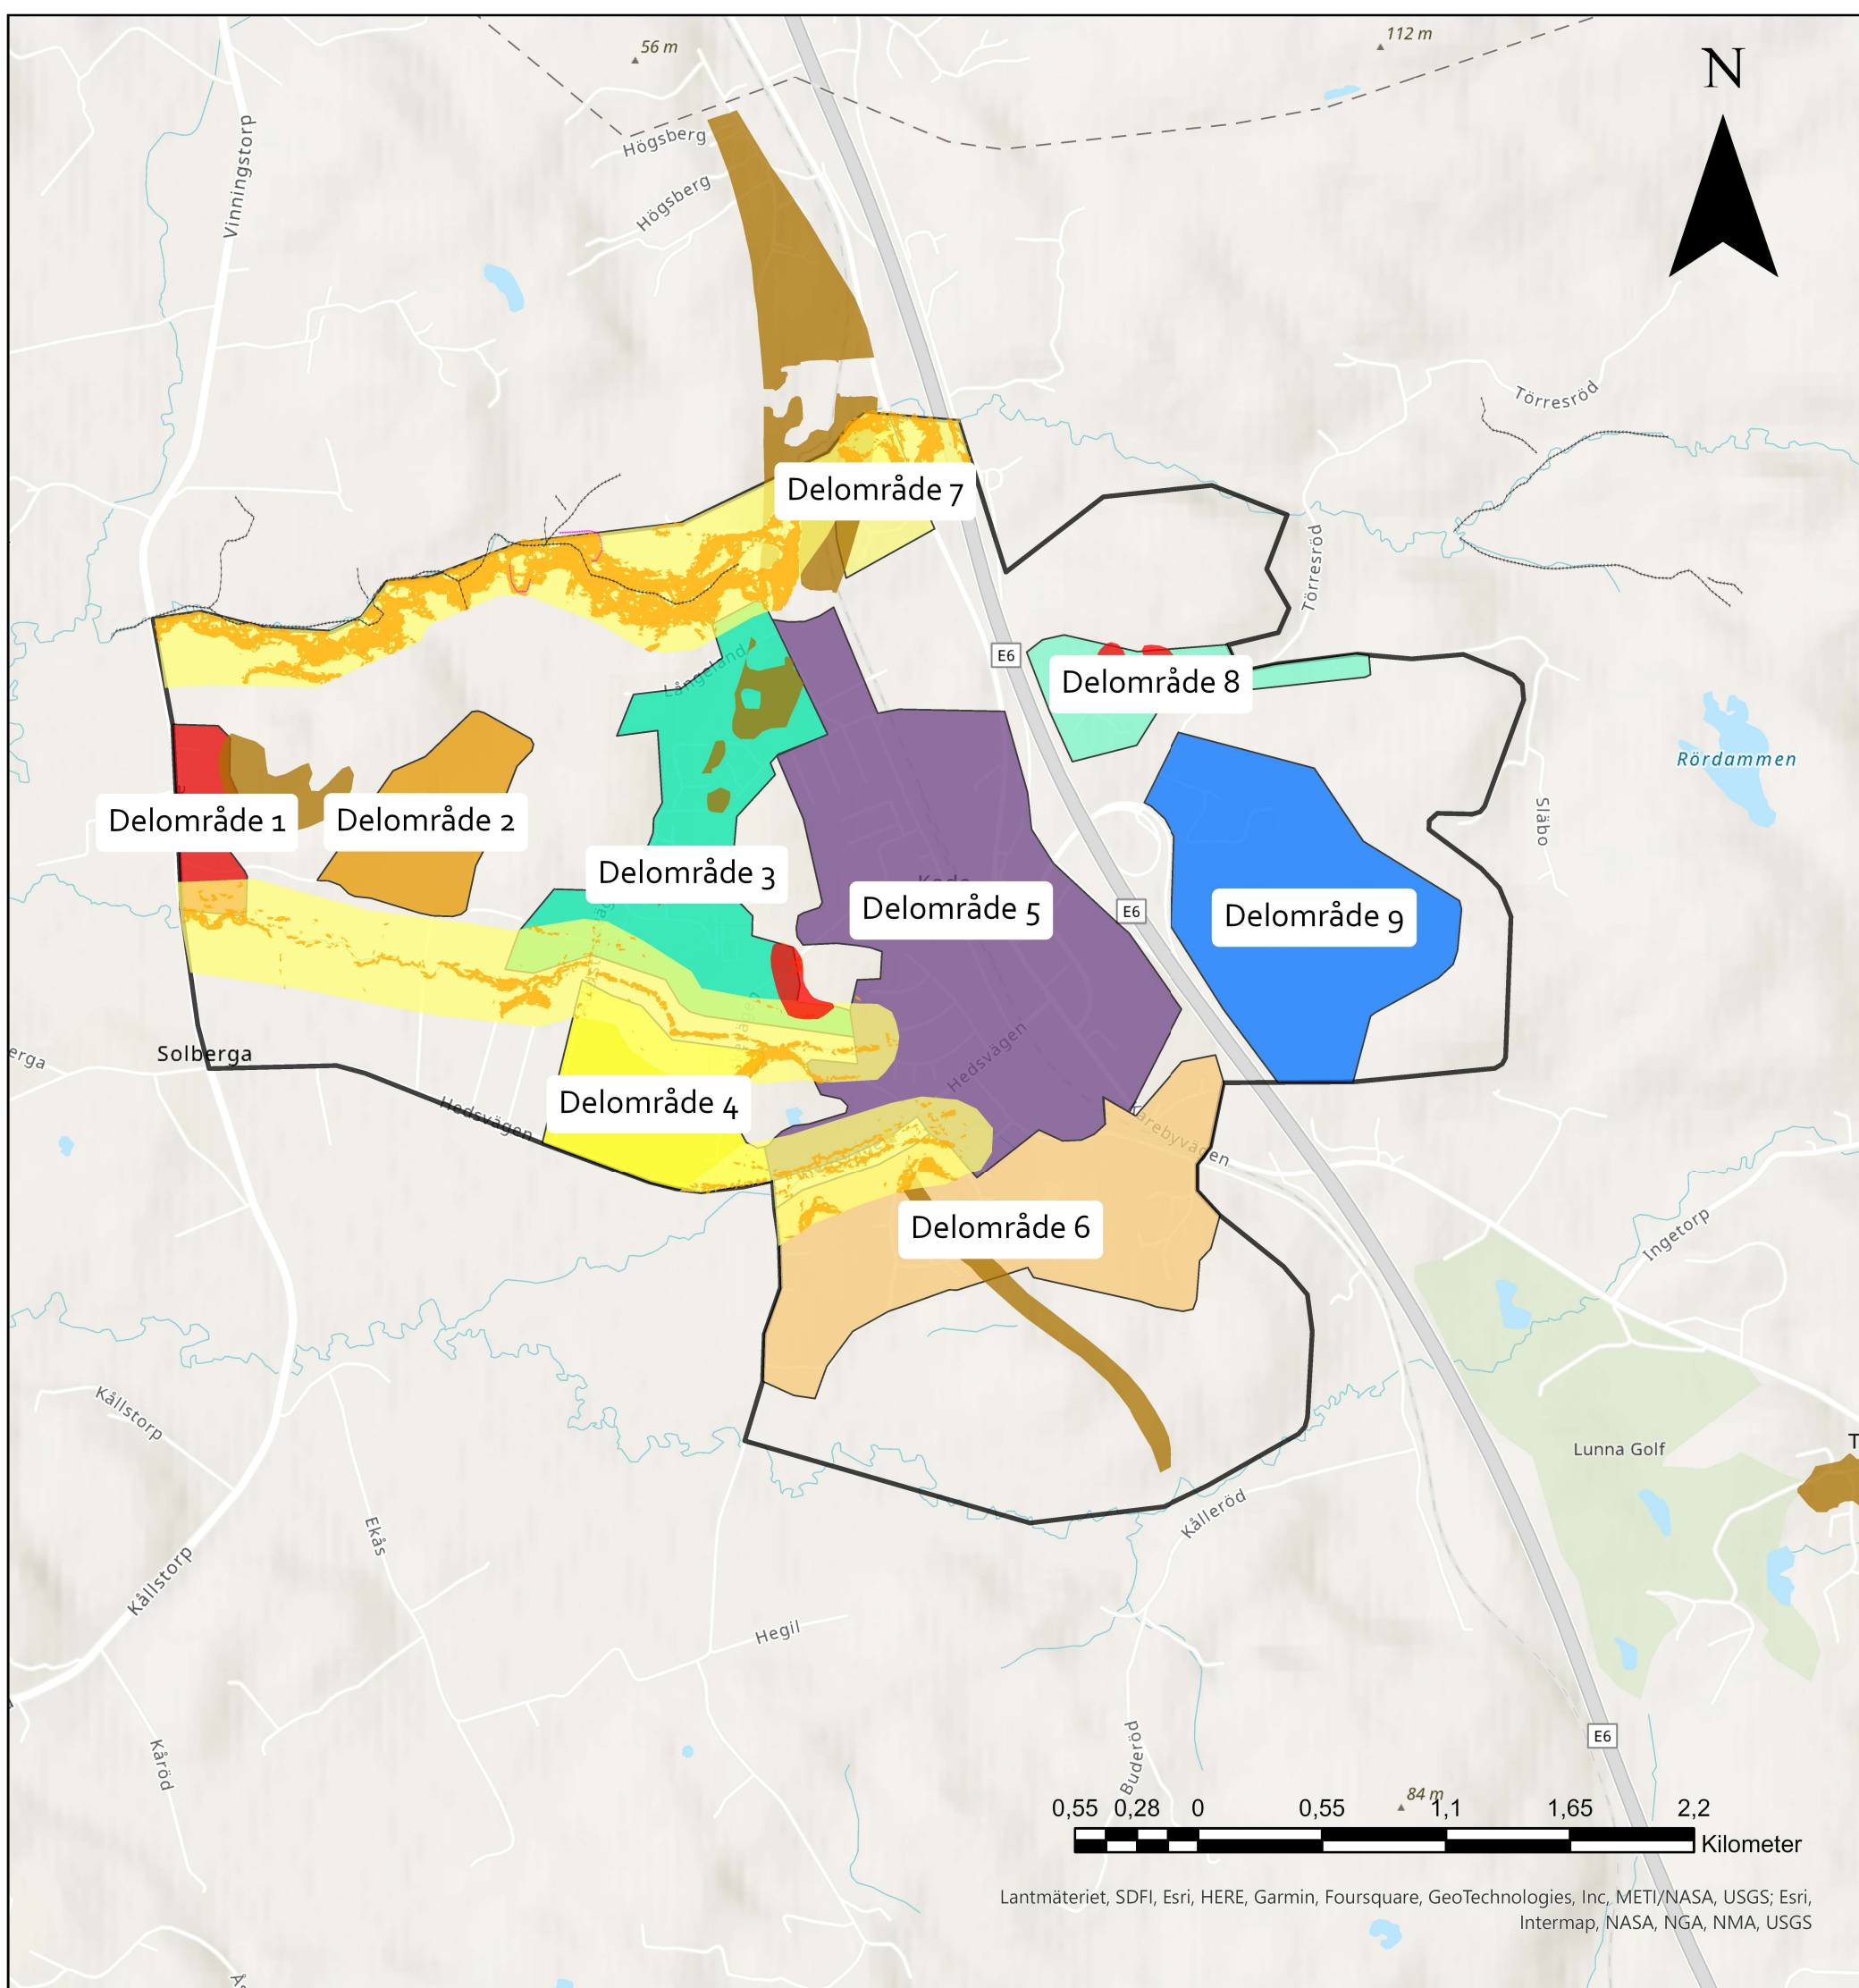 56 m
112 m
N
Högsberg
Vinningstorp
Högsberg
Törresröd
Delområde 7
Törresröd
E6
Långeland
Delområde 8
Rördammen
Delområde 1
Delområde 2
Slåbo
Delområde 3
Delområde 5
E6
Delområde 9
Solberga
erga
Hedsvägen
Delområde 4
Hedsvägen
Karebyvägen
Delområde 6
Ingetorp
Kållstorp
Lunna Golf
T
Kålleröd
Ekås
Kållstorp
Hegil
E6
Kåröd
Buderöd
84 m
0,55 0,28 0 0,55 1,1 1,65 2,2
Kilometer
Lantmäteriet, SDFI, Esri, HERE, Garmin, Foursquare, GeoTechnologies, Inc, METI/NASA, USGS; Esri,
Intermap, NASA, NGA, NMA, USGS